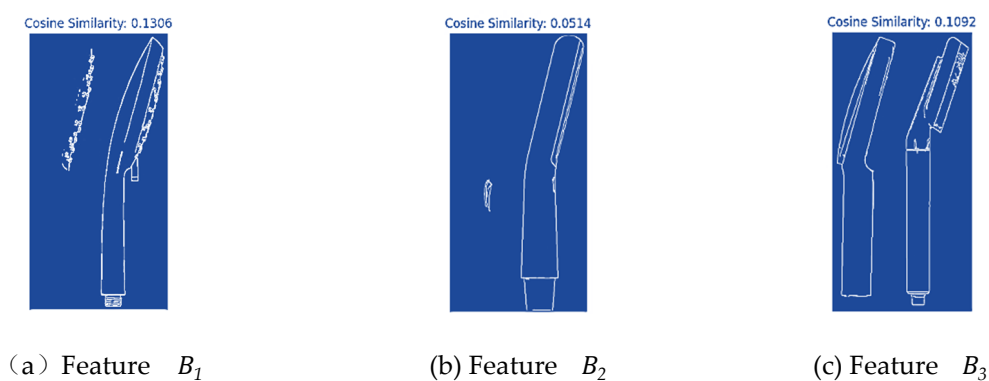 Cosine Similarity: 0.1306
Cosine Similarity: 0.0514
Cosine Similarity: 0.1092
（a）Feature B1
(b) Feature B2
(c) Feature B3